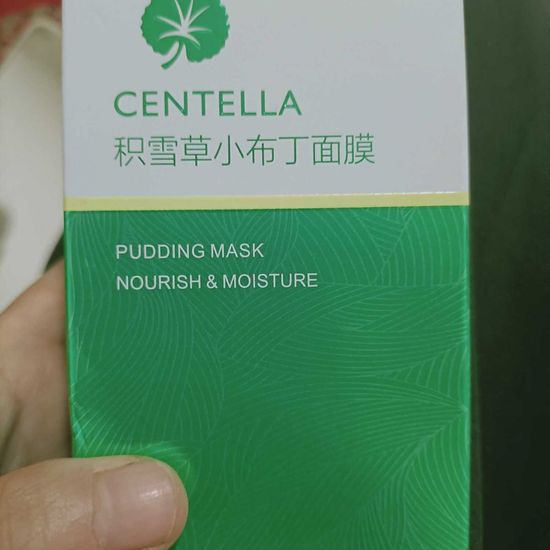 CENTELLA
积雪草小布丁面膜
PUDDING MASK
NOURISH & MOISTURE